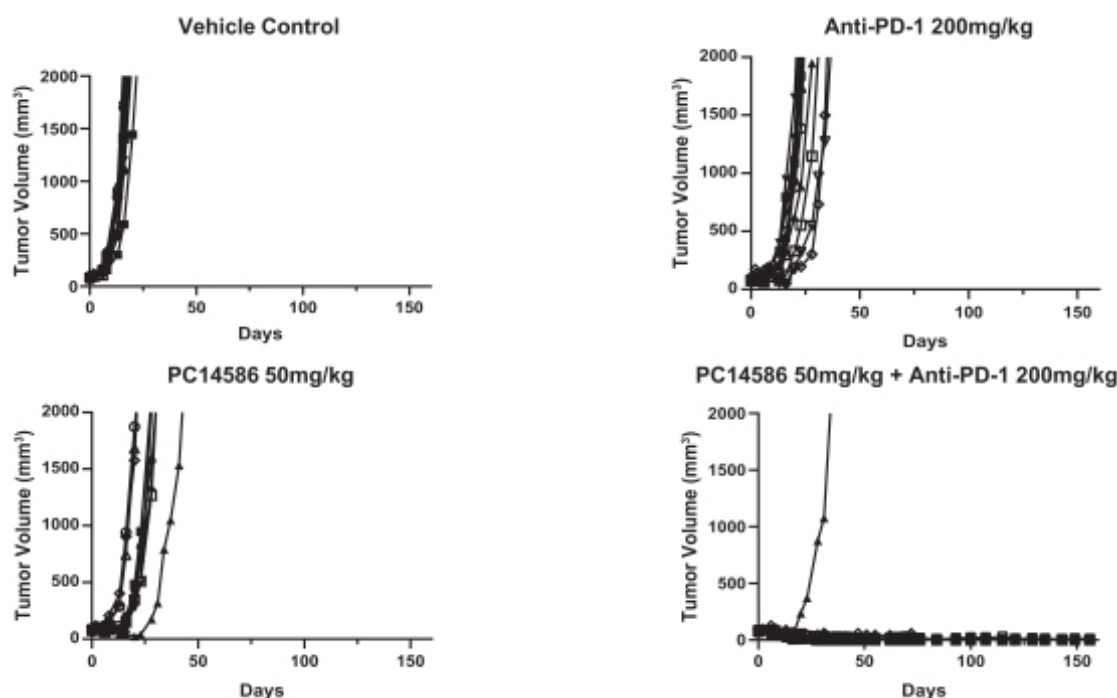 Vehicle Control
Tumor Volume (mm³)
2000
1500
1000
500
0
0 50 100 150
Days
Anti-PD-1 200mg/kg
Tumor Volume (mm³)
2000
1500
1000
500
0
0 50 100 150
Days
PC14586 50mg/kg
Tumor Volume (mm³)
2000
1500
1000
500
0
0 50 100 150
Days
PC14586 50mg/kg + Anti-PD-1 200mg/kg
Tumor Volume (mm³)
2000
1500
1000
500
0
0 50 100 150
Days